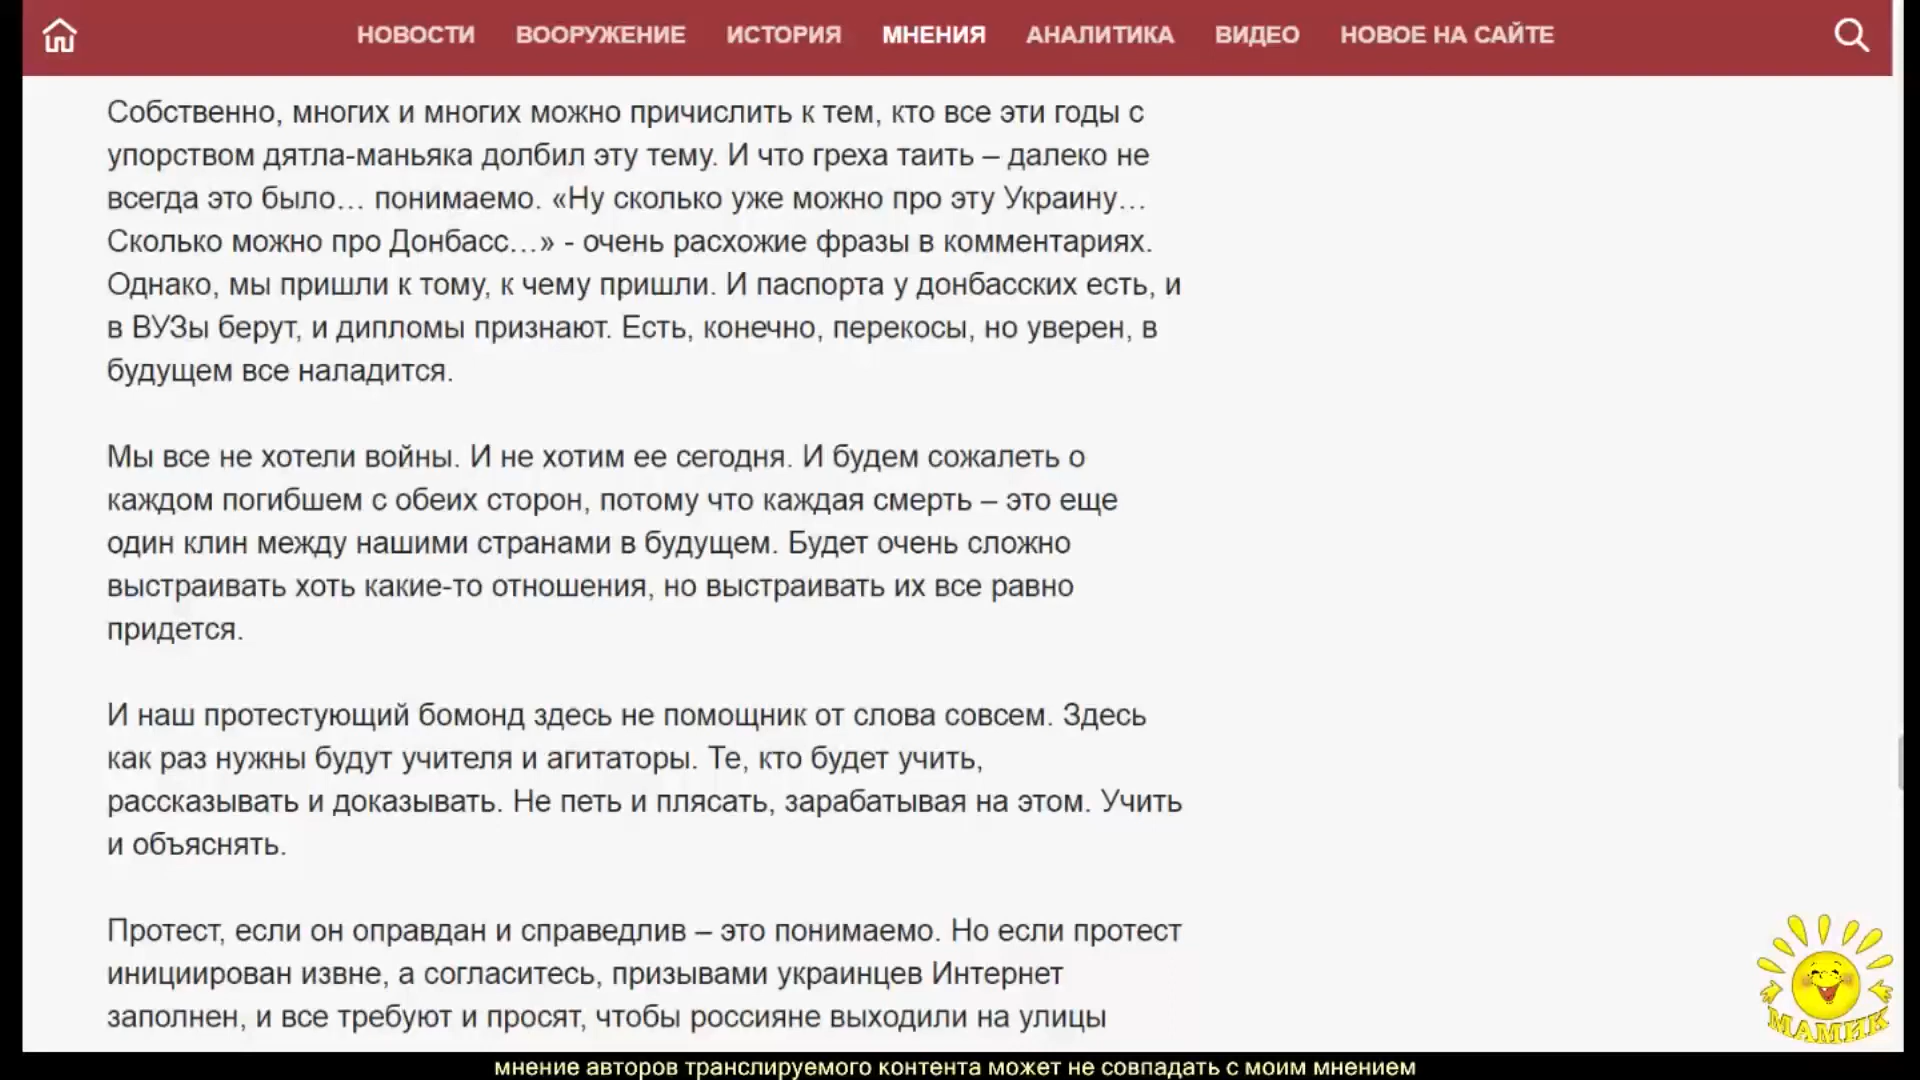 НОВОСТИ ВООРУЖЕНИЕ ИСТОРИЯ МНЕНИЯ АНАЛИТИКА ВИДЕО НОВОЕ НА САЙТЕ
Собственно, многих и многих можно причислить к тем, кто все эти годы с
упорством дятла-маньяка долбил эту тему. И что греха таить – далеко не
всегда это было… понимаемо. «Ну сколько уже можно про эту Украину…
Сколько можно про Донбасс…» - очень расхожие фразы в комментариях.
Однако, мы пришли к тому, к чему пришли. И паспорта у донбасских есть, и
в ВУЗы берут, и дипломы признают. Есть, конечно, перекосы, но уверен, в
будущем все наладится.
Мы все не хотели войны. И не хотим ее сегодня. И будем сожалеть о
каждом погибшем с обеих сторон, потому что каждая смерть – это еще
один клин между нашими странами в будущем. Будет очень сложно
выстраивать хоть какие-то отношения, но выстраивать их все равно
придется.
И наш протестующий бомонд здесь не помощник от слова совсем. Здесь
как раз нужны будут учителя и агитаторы. Те, кто будет учить,
рассказывать и доказывать. Не петь и плясать, зарабатывая на этом. Учить
и объяснять.
Протест, если он оправдан и справедлив – это понимаемо. Но если протест
инициирован извне, а согласитесь, призывами украинцев Интернет
заполнен, и все требуют и просят, чтобы россияне выходили на улицы
МАМИК
мнение авторов транслируемого контента может не совпадать с моим мнением